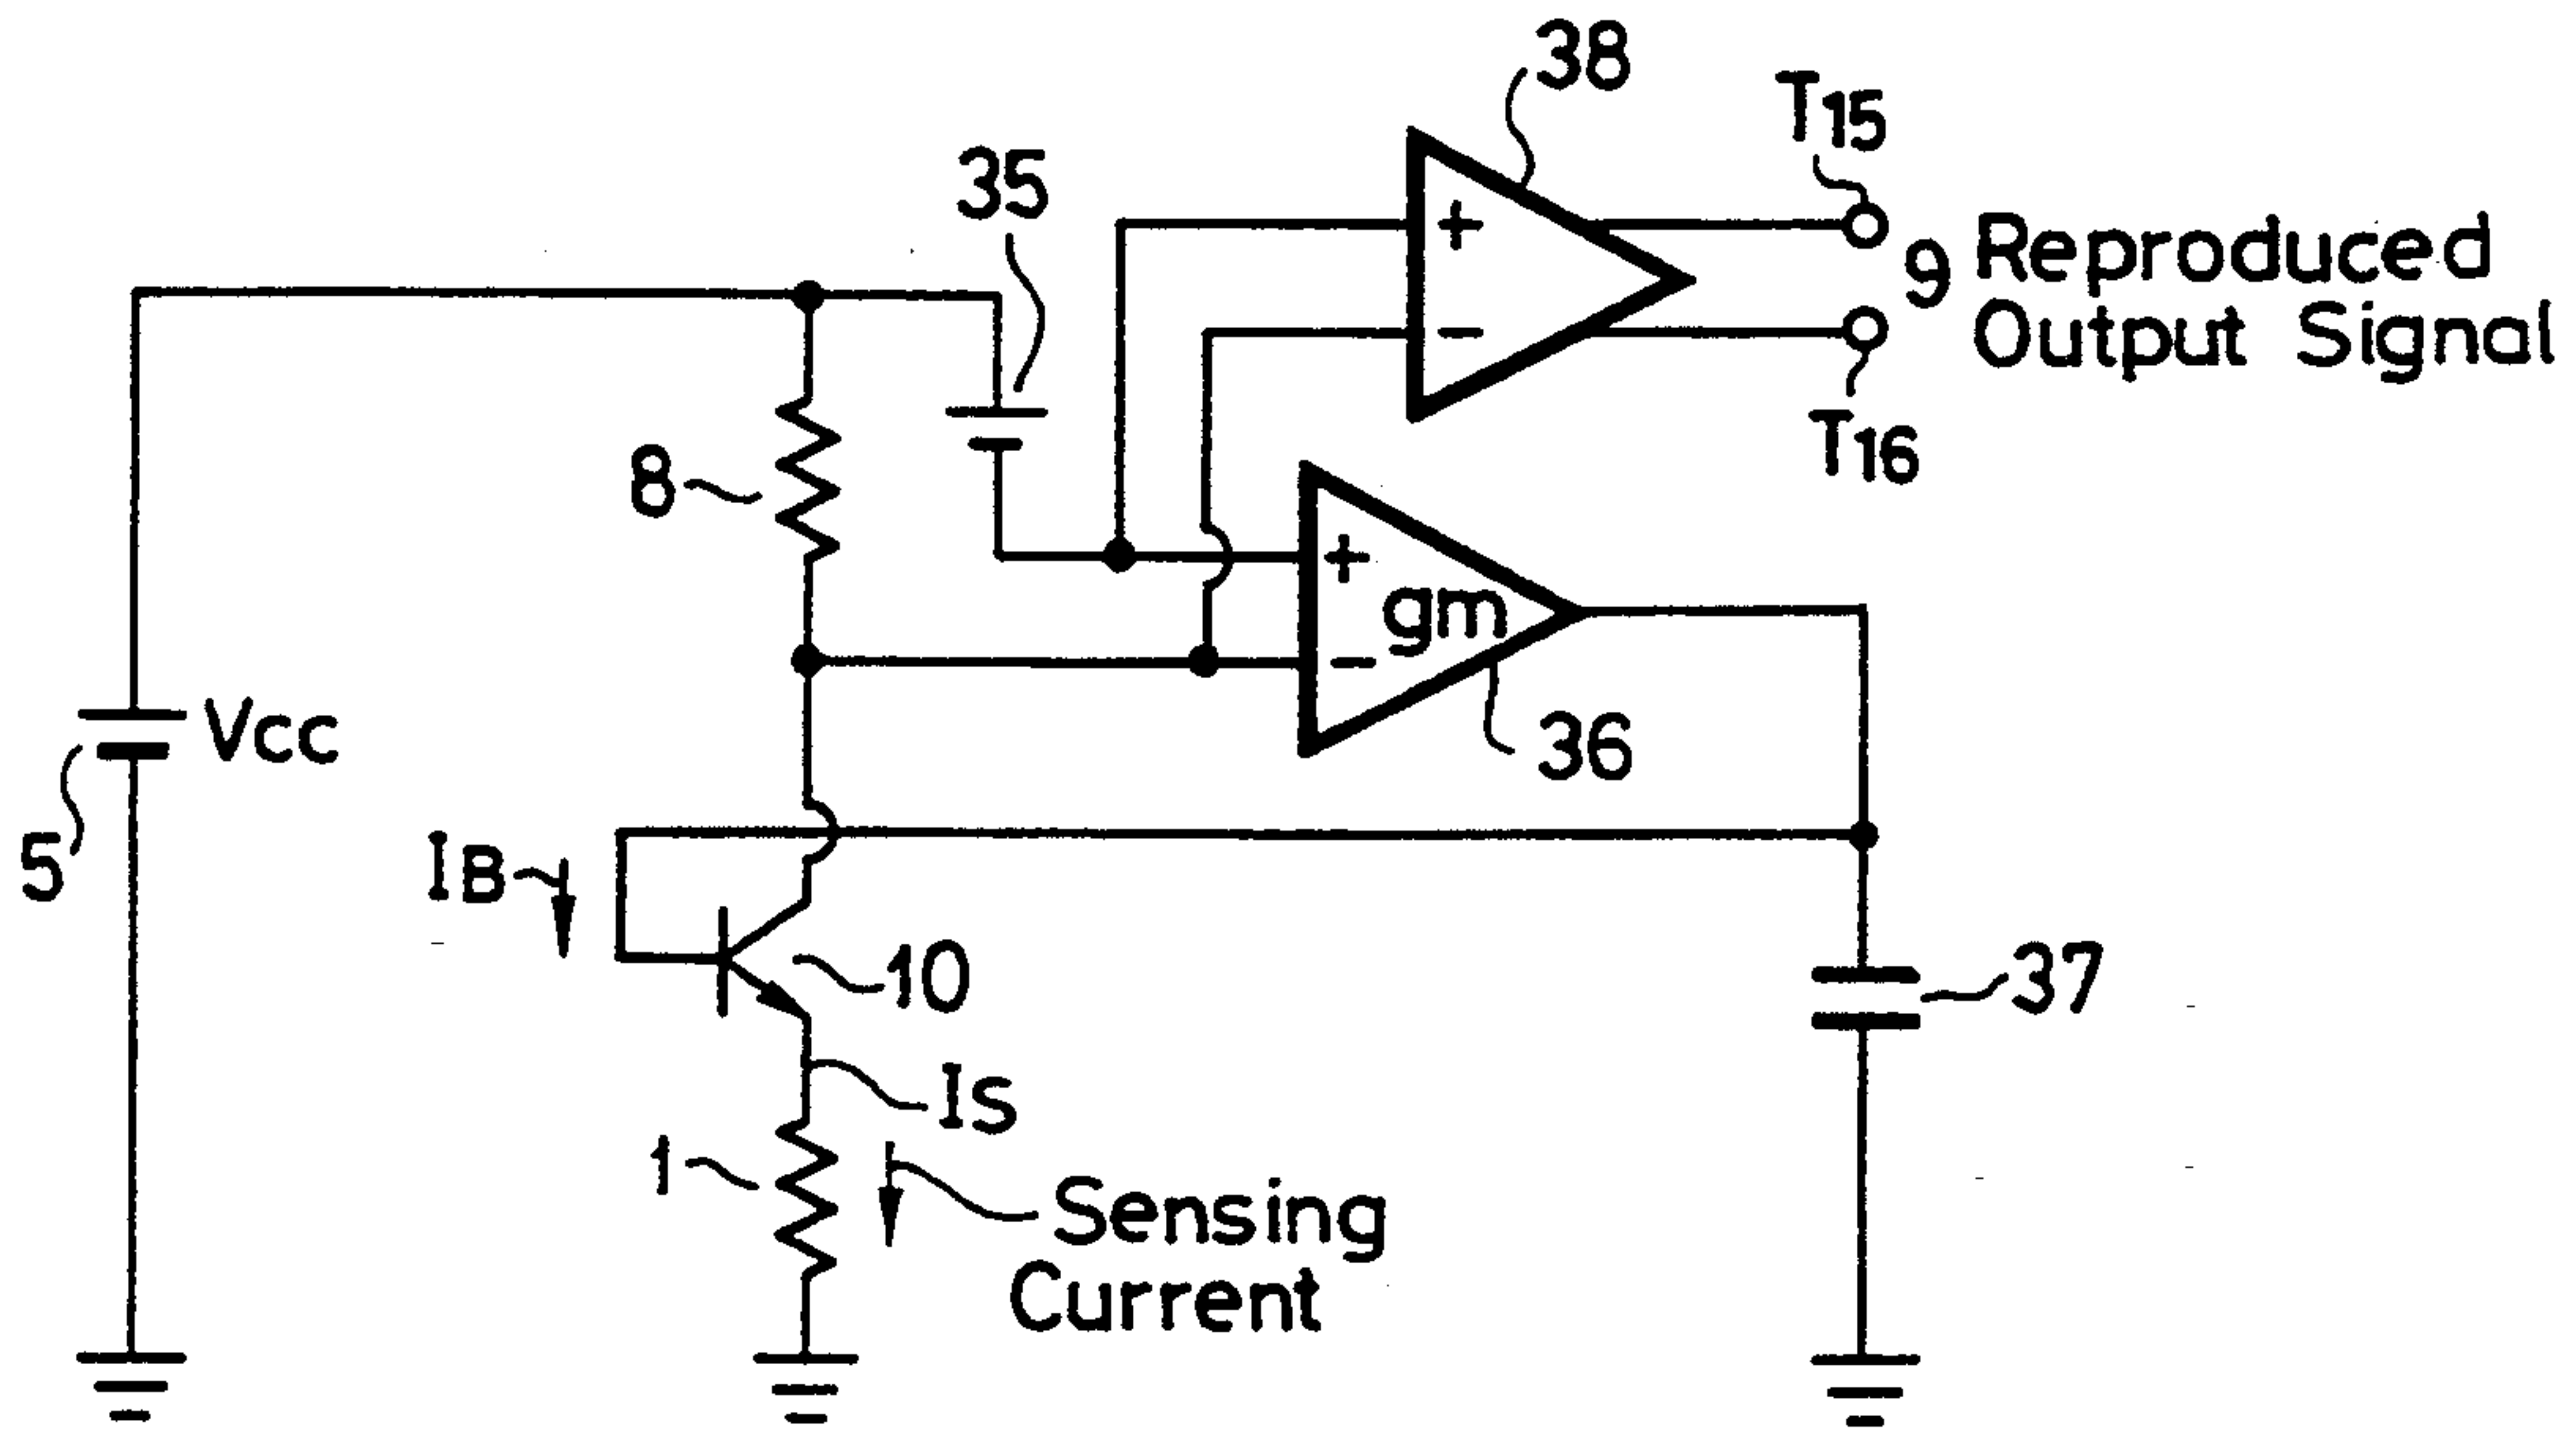 38
T15
35
+
9 Reproduced
Output Signal
−
T16
8
+
gm
−
36
Vcc
5
IB
10
37
IS
1
Sensing
Current